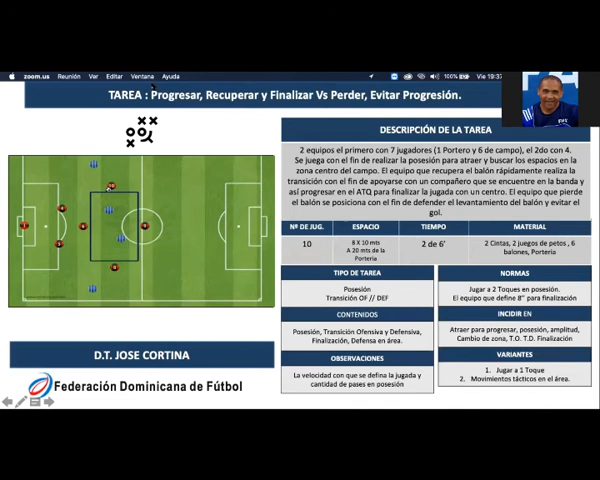 zoom.us Reunión Ver Editar Ventana Ayuda 100% Vie 19:37
TAREA : Progresar, Recuperar y Finalizar Vs Perder, Evitar Progresión.
DESCRIPCIÓN DE LA TAREA
2 equipos el primero con 7 jugadores (1 Portero y 6 de campo), el 2do con 4.
Se juega con el fin de realizar la posesión para atraer y buscar los espacios en la
zona centro del campo. El equipo que recupera el balón rápidamente realiza la
transición con el fin de apoyarse con un compañero que se encuentre en la banda y
así progresar en el ATQ para finalizar la jugada con un centro. El equipo que pierde
el balón se posiciona con el fin de defender el levantamiento del balón y evitar el
gol.
Nº DE JUG. ESPACIO TIEMPO MATERIAL
10
8 X 10 mts
A 20 mts de la
Portería
2 de 6'
2 Cintas, 2 juegos de petos , 6
balones, Portería
TIPO DE TAREA
Posesión
Transición OF // DEF
NORMAS
Jugar a 2 Toques en posesión.
El equipo que define 8" para finalización
CONTENIDOS
Posesión, Transición Ofensiva y Defensiva,
Finalización, Defensa en área.
INCIDIR EN
Atraer para progresar, posesión, amplitud,
Cambio de zona, T.O. T.D. Finalización
OBSERVACIONES
La velocidad con que se defina la jugada y
cantidad de pases en posesión
VARIANTES
1. Jugar a 1 Toque
2. Movimientos tácticos en el área.
D.T. JOSE CORTINA
Federación Dominicana de Fútbol